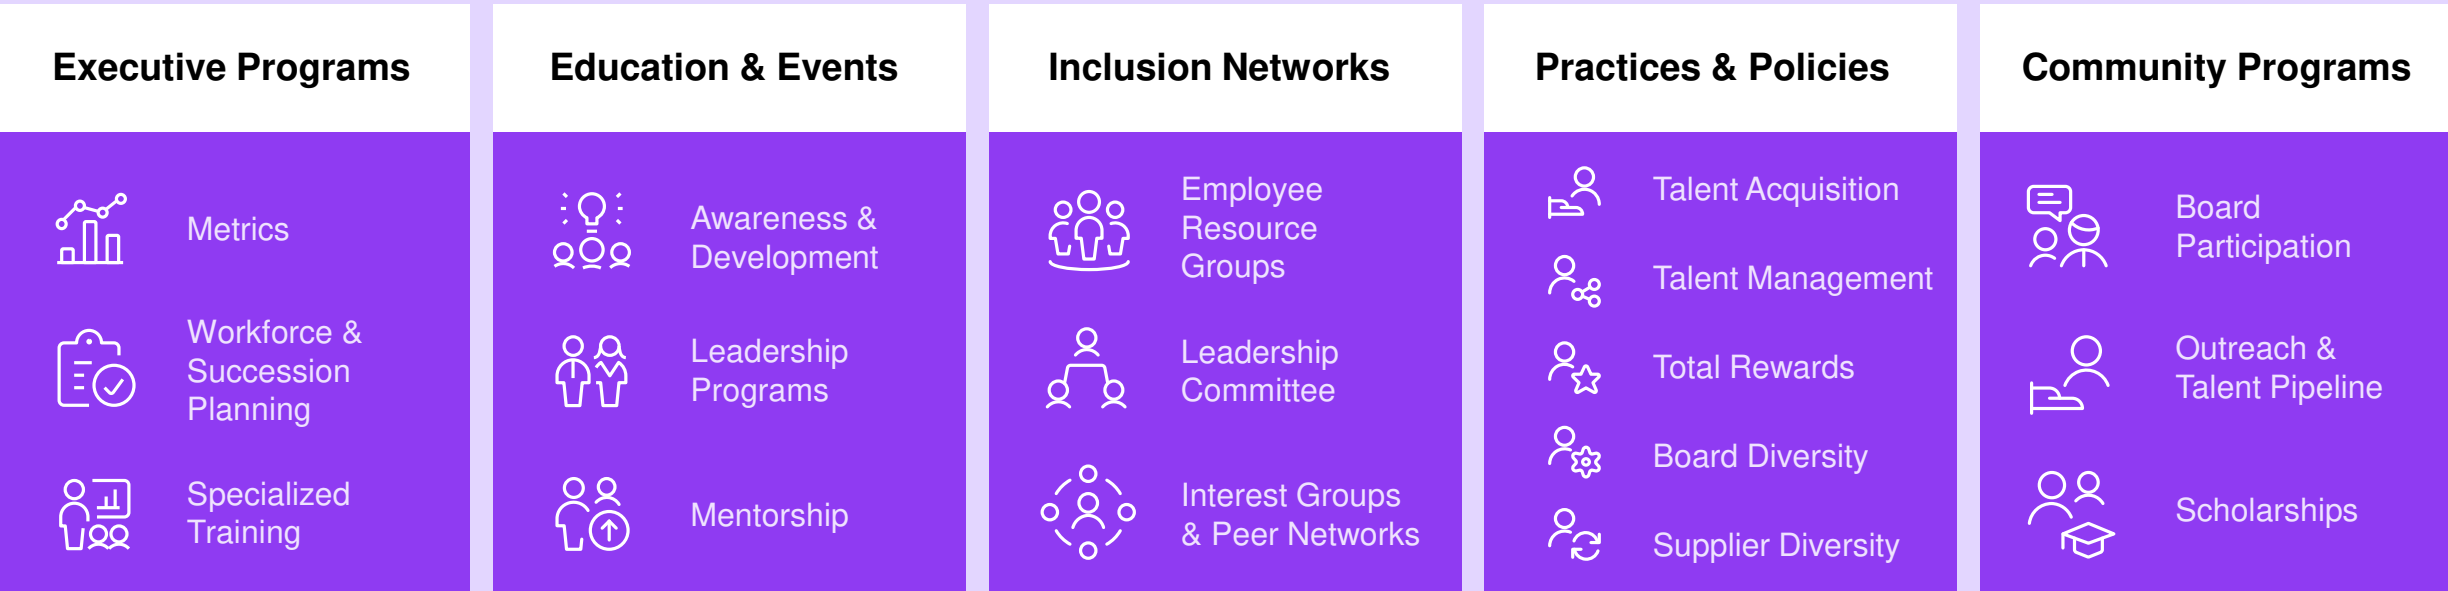 Executive Programs
Metrics
Workforce &
Succession
Planning
Specialized
Training
Education & Events
Awareness &
Development
Leadership
Programs
Mentorship
Inclusion Networks
Employee
Resource
Groups
Leadership
Committee
Interest Groups
& Peer Networks
Practices & Policies
Talent Acquisition
Talent Management
Total Rewards
Board Diversity
Supplier Diversity
Community Programs
Board
Participation
Outreach &
Talent Pipeline
Scholarships